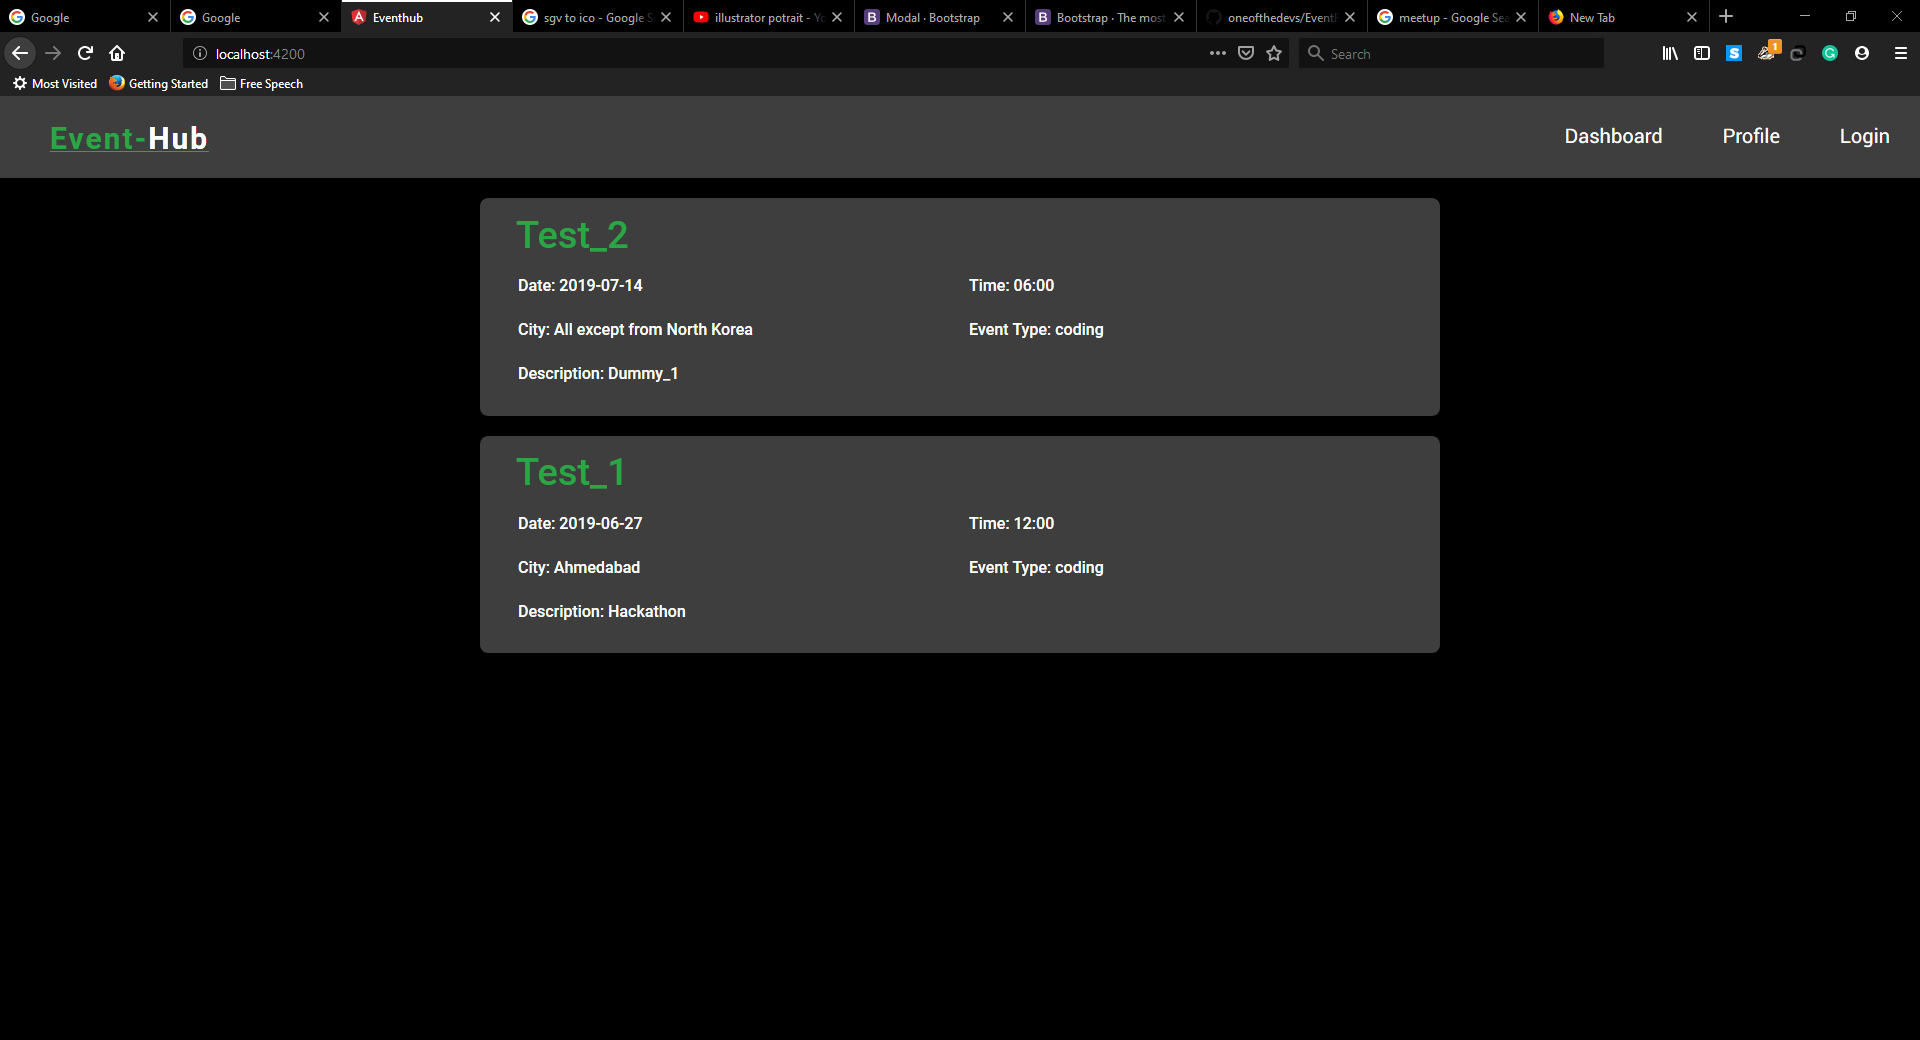 Google
Google
Eventhub
sgv to ico - Google S
illustrator potrait - Yo
Modal · Bootstrap
Bootstrap · The most
oneofthedevs/Event
meetup - Google Sea
New Tab
localhost:4200
Search
1
Most Visited
Getting Started
Free Speech
Event-Hub
Dashboard
Profile
Login
Test_2
Date: 2019-07-14
Time: 06:00
City: All except from North Korea
Event Type: coding
Description: Dummy_1
Test_1
Date: 2019-06-27
Time: 12:00
City: Ahmedabad
Event Type: coding
Description: Hackathon